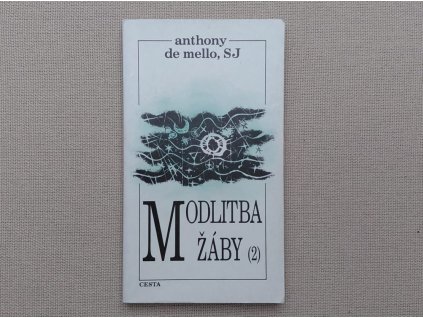 anthony
de mello, SJ
MODLITBA
ŽÁBY (2)
CESTA